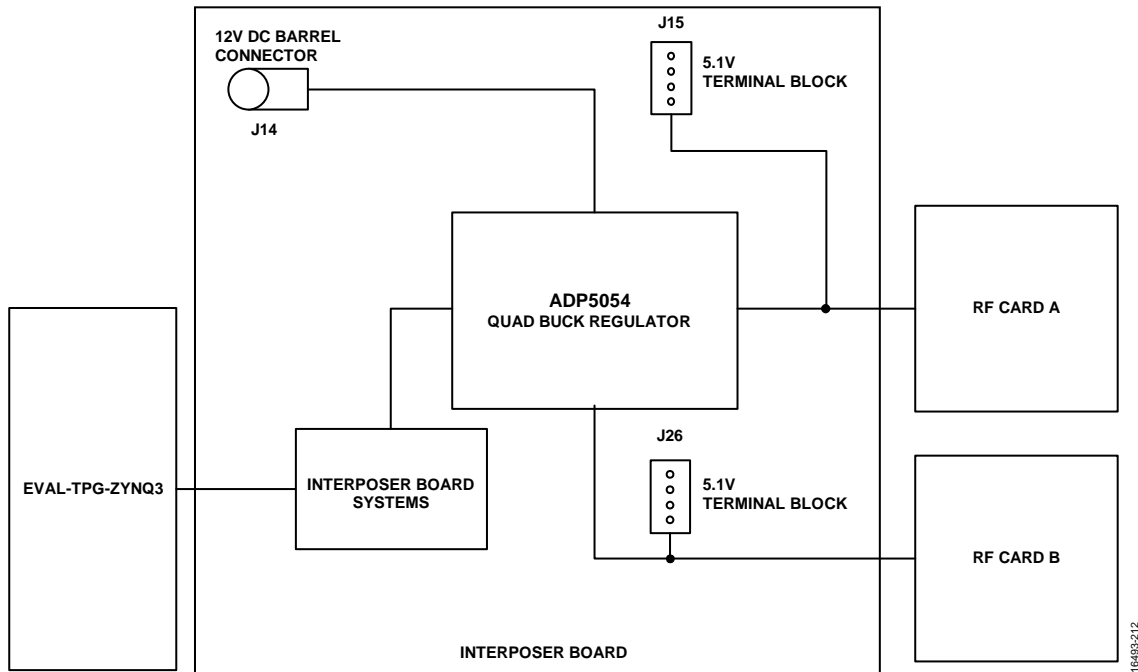 12V DC BARREL
CONNECTOR
J14
J15
5.1V
TERMINAL BLOCK
ADP5054
QUAD BUCK REGULATOR
RF CARD A
EVAL-TPG-ZYNQ3
INTERPOSER BOARD
SYSTEMS
J26
5.1V
TERMINAL BLOCK
RF CARD B
INTERPOSER BOARD
16493-212